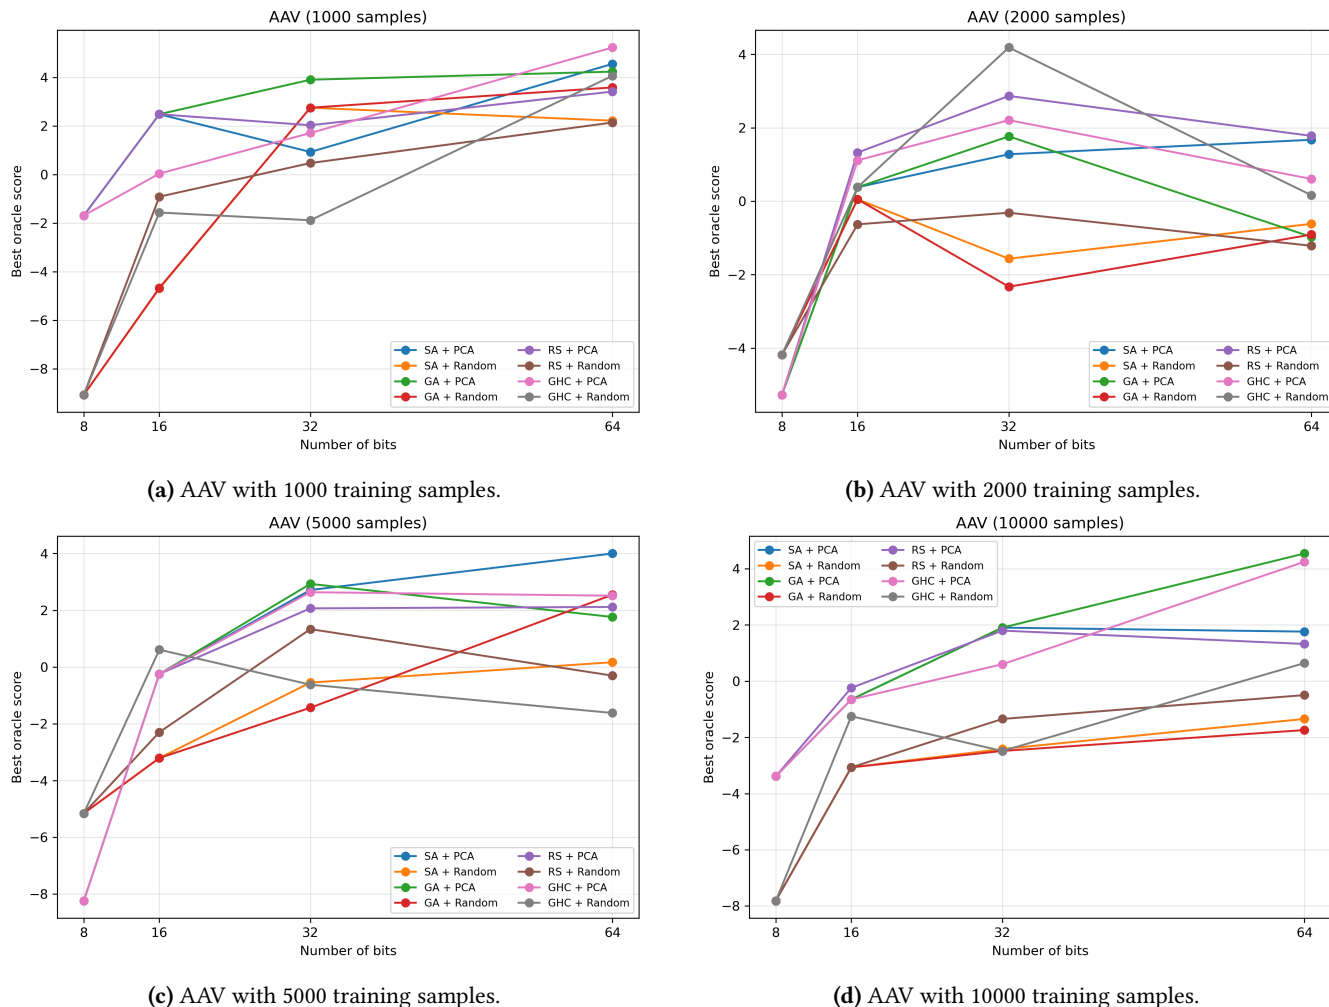 AAV (1000 samples)
Best oracle score
4
2
0
−2
−4
−6
−8
8 16 32 64
Number of bits
SA + PCA RS + PCA
SA + Random RS + Random
GA + PCA GHC + PCA
GA + Random GHC + Random
(a) AAV with 1000 training samples.
AAV (2000 samples)
Best oracle score
4
2
0
−2
−4
8 16 32 64
Number of bits
SA + PCA RS + PCA
SA + Random RS + Random
GA + PCA GHC + PCA
GA + Random GHC + Random
(b) AAV with 2000 training samples.
AAV (5000 samples)
Best oracle score
4
2
0
−2
−4
−6
−8
8 16 32 64
Number of bits
SA + PCA RS + PCA
SA + Random RS + Random
GA + PCA GHC + PCA
GA + Random GHC + Random
(c) AAV with 5000 training samples.
AAV (10000 samples)
SA + PCA RS + PCA
SA + Random RS + Random
GA + PCA GHC + PCA
GA + Random GHC + Random
Best oracle score
4
2
0
−2
−4
−6
−8
8 16 32 64
Number of bits
(d) AAV with 10000 training samples.